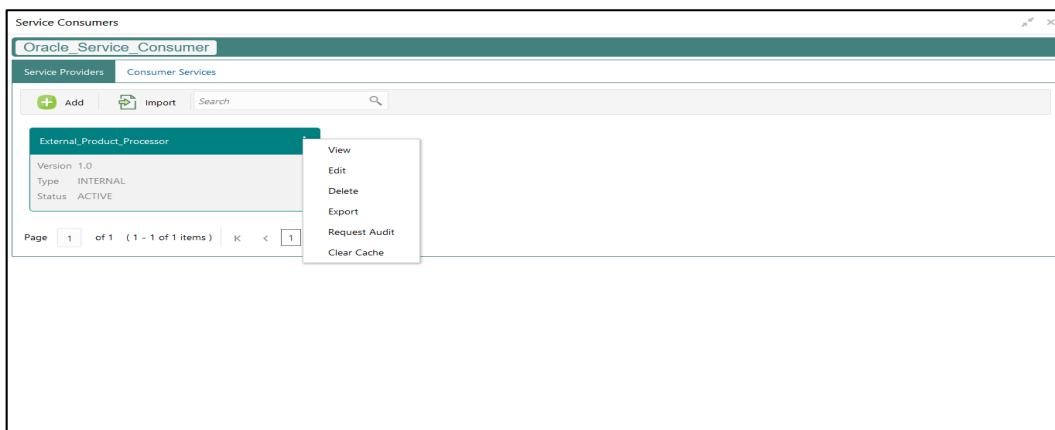 Service Consumers
Oracle_Service_Consumer
Service Providers Consumer Services
Add Import Search
External_Product_Processor
Version 1.0
Type INTERNAL
Status ACTIVE
View
Edit
Delete
Export
Request Audit
Clear Cache
Page 1 of 1 (1 - 1 of 1 items) K < 1